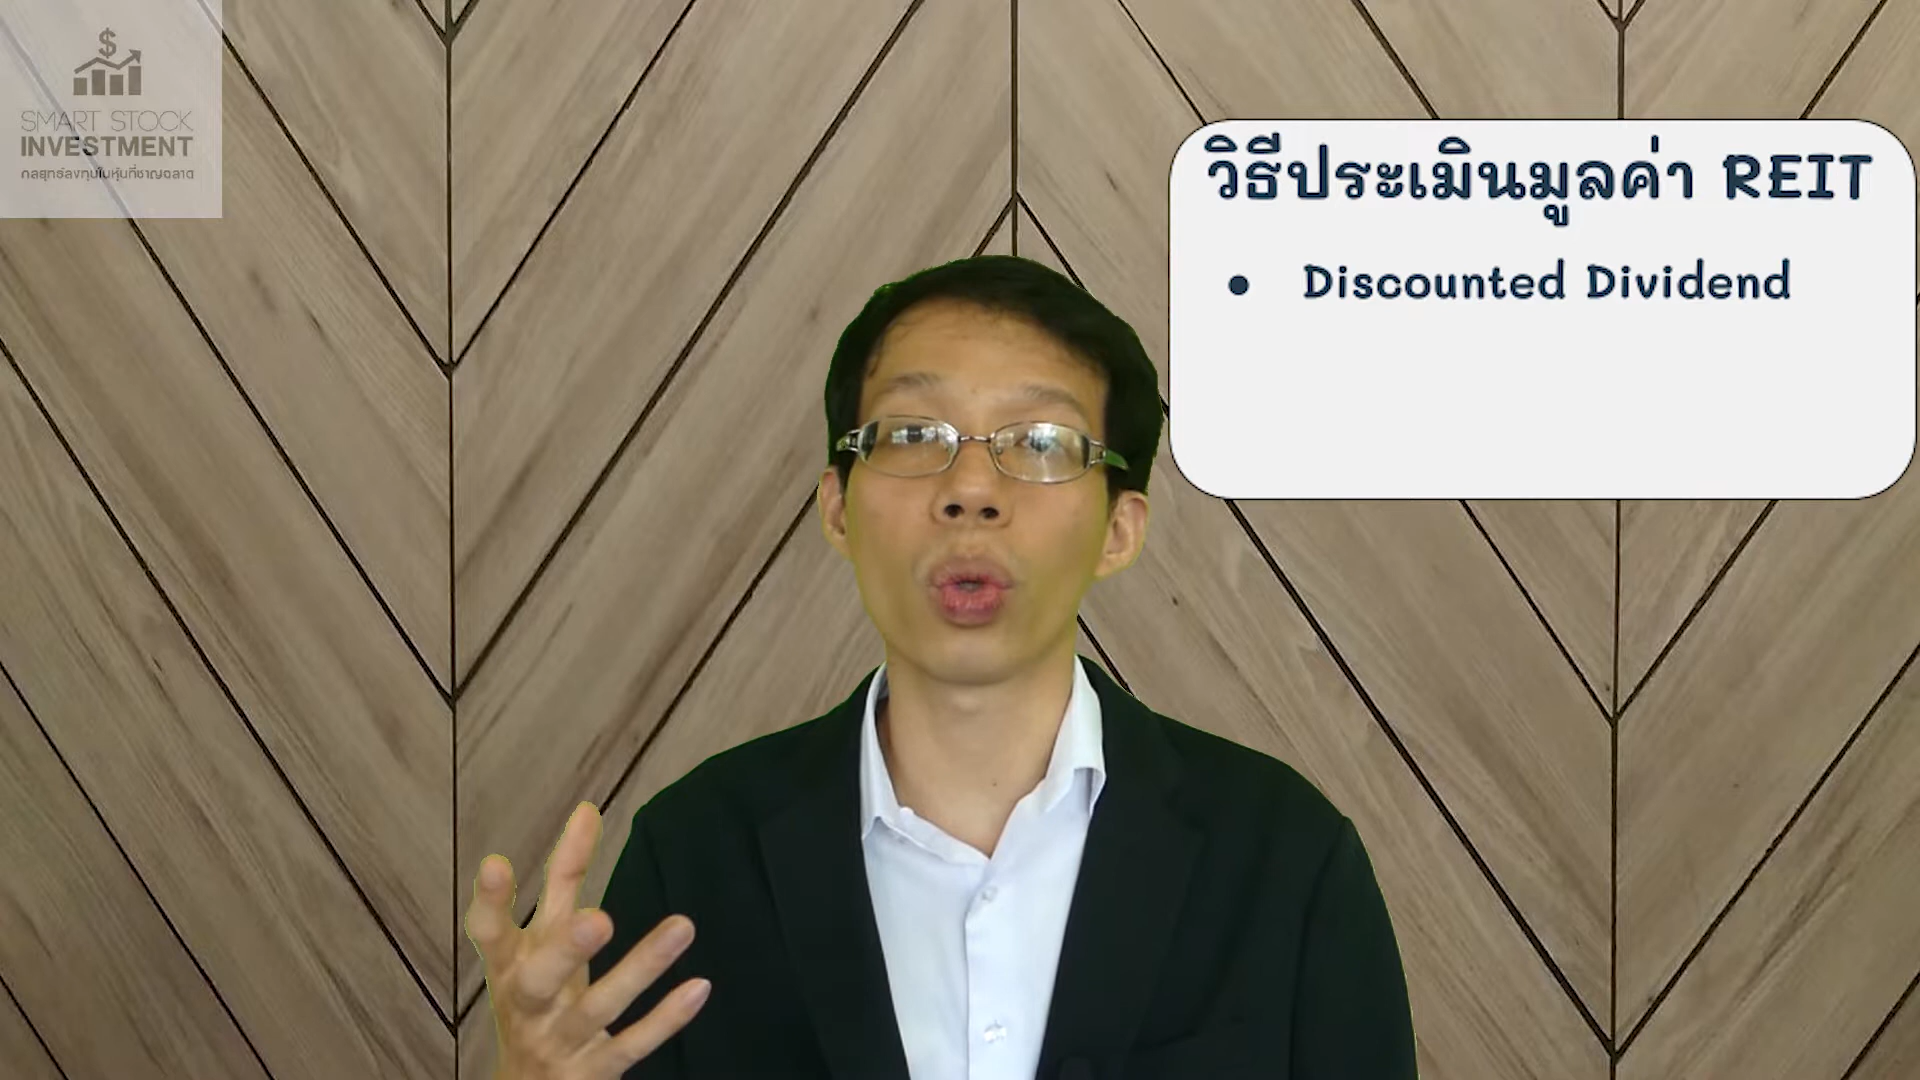 SMART STOCK
INVESTMENT
กลยุทธ์ลงทุนในหุ้นที่ชาญฉลาด
วิธีประเมินมูลค่า REIT
• Discounted Dividend